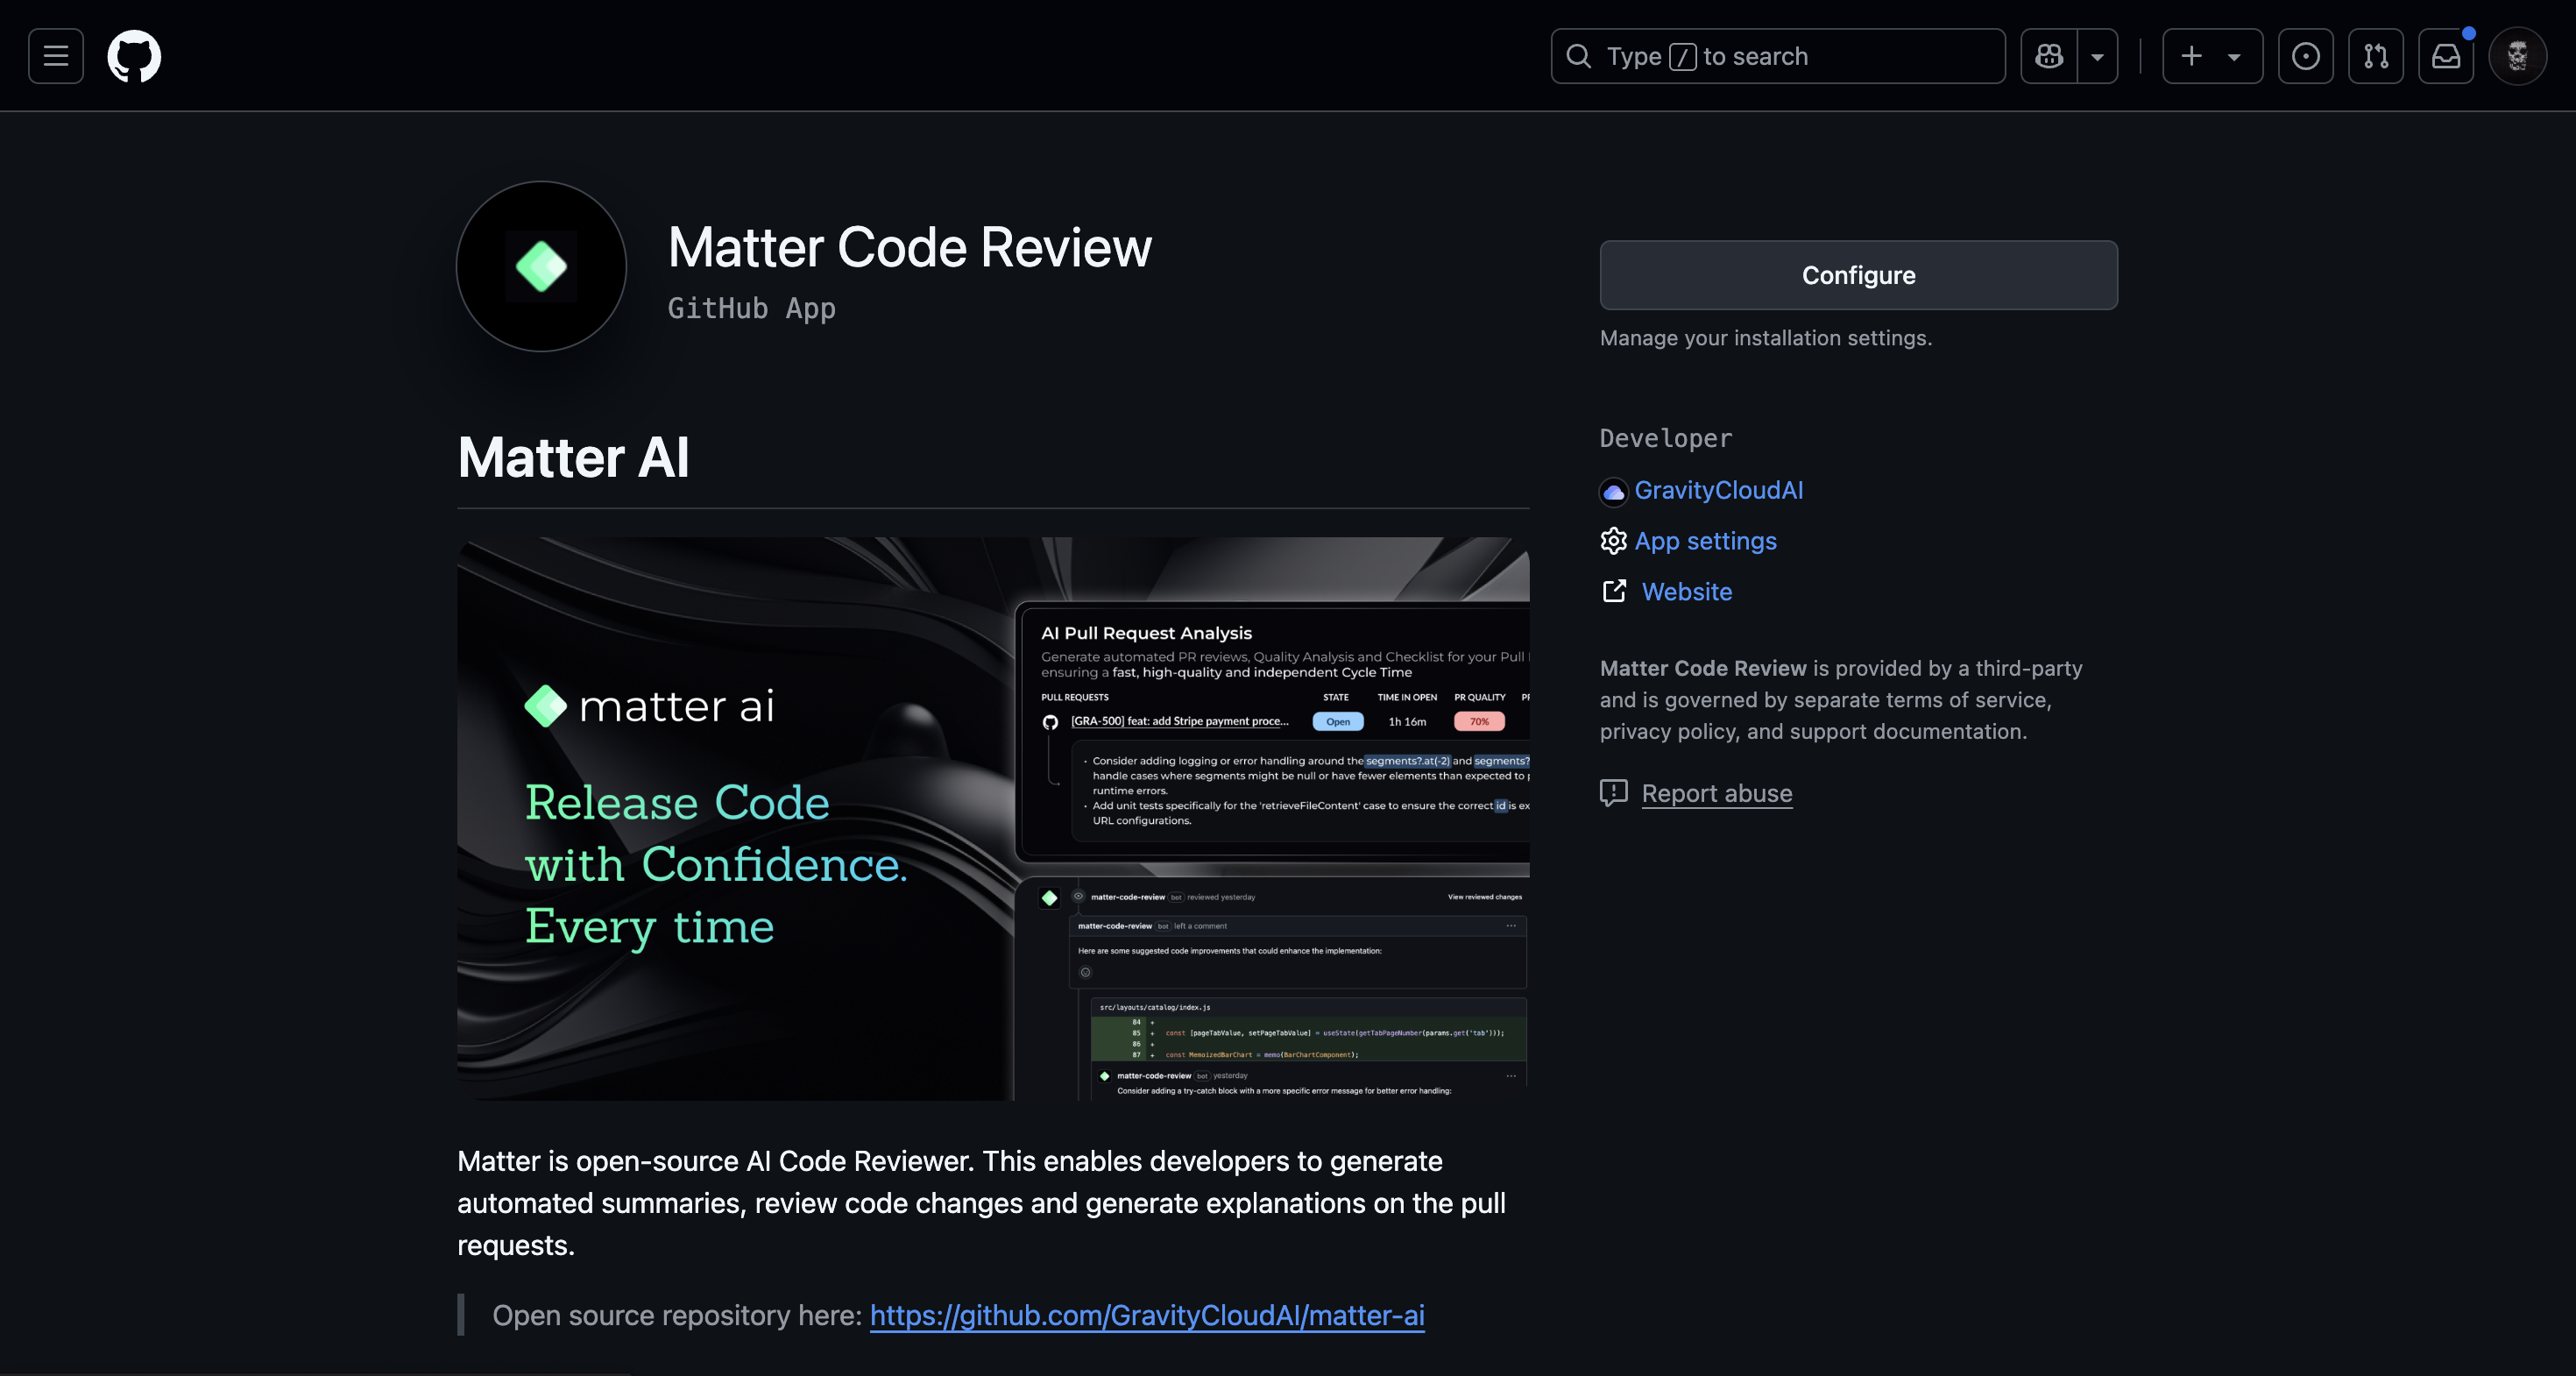 Type / to search
Matter Code Review
GitHub App
Configure
Manage your installation settings.
Matter AI
Developer
GravityCloudAI
App settings
Website
Matter Code Review is provided by a third-party
and is governed by separate terms of service,
privacy policy, and support documentation.
Report abuse
matter ai
Release Code
with Confidence.
Every time
AI Pull Request Analysis
Generate automated PR reviews, Quality Analysis and Checklist for your Pull
ensuring a fast, high-quality and independent Cycle Time
PULL REQUESTS STATE TIME IN OPEN PR QUALITY
[GRA-500] feat: add Stripe payment proce... Open 1h 16m 70%
• Consider adding logging or error handling around the segments?.at(-2) and segments?
handle cases where segments might be null or have fewer elements than expected to
runtime errors.
• Add unit tests specifically for the 'retrieveFileContent' case to ensure the correct id is ex
URL configurations.
matter-code-review bot reviewed yesterday View reviewed changes
matter-code-review bot left a comment ...
Here are some suggested code improvements that could enhance the implementation:
src/layouts/catalog/index.js
84 +
85 + const [pageTabValue, setPageTabValue] = useState(getTabPageNumber(params.get('tab')));
86 +
87 + const MemoizedBarChart = memo(BarChartComponent);
matter-code-review bot yesterday ...
Consider adding a try-catch block with a more specific error message for better error handling:
Matter is open-source AI Code Reviewer. This enables developers to generate
automated summaries, review code changes and generate explanations on the pull
requests.
Open source repository here: https://github.com/GravityCloudAI/matter-ai